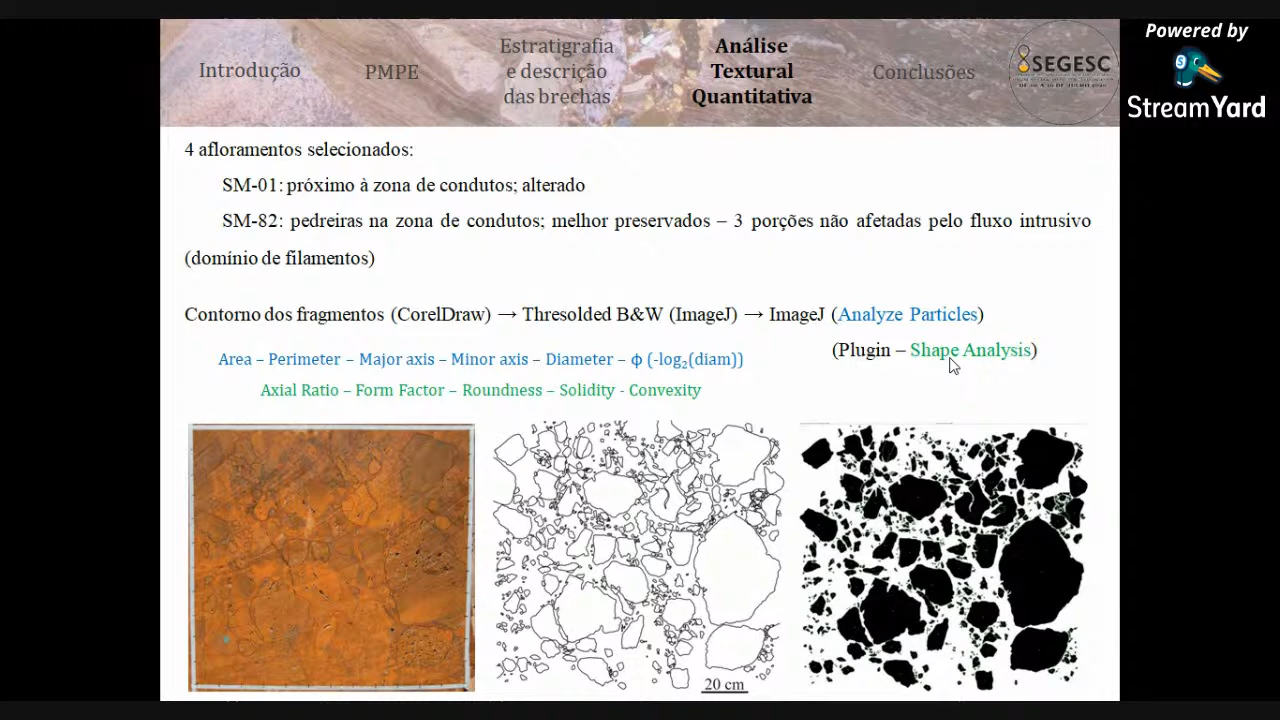 Introdução
PMPE
Estratigrafia
e descrição
das brechas
Análise
Textural
Quantitativa
Conclusões
SEGESC
Powered by
StreamYard
4 afloramentos selecionados:
SM-01: próximo à zona de condutos; alterado
SM-82: pedreiras na zona de condutos; melhor preservados – 3 porções não afetadas pelo fluxo intrusivo
(domínio de filamentos)
Contorno dos fragmentos (CorelDraw) → Thresolded B&W (ImageJ) → ImageJ (Analyze Particles)
(Plugin – Shape Analysis)
Area – Perimeter – Major axis – Minor axis – Diameter – ϕ (-log₂(diam))
Axial Ratio – Form Factor – Roundness – Solidity - Convexity
20 cm